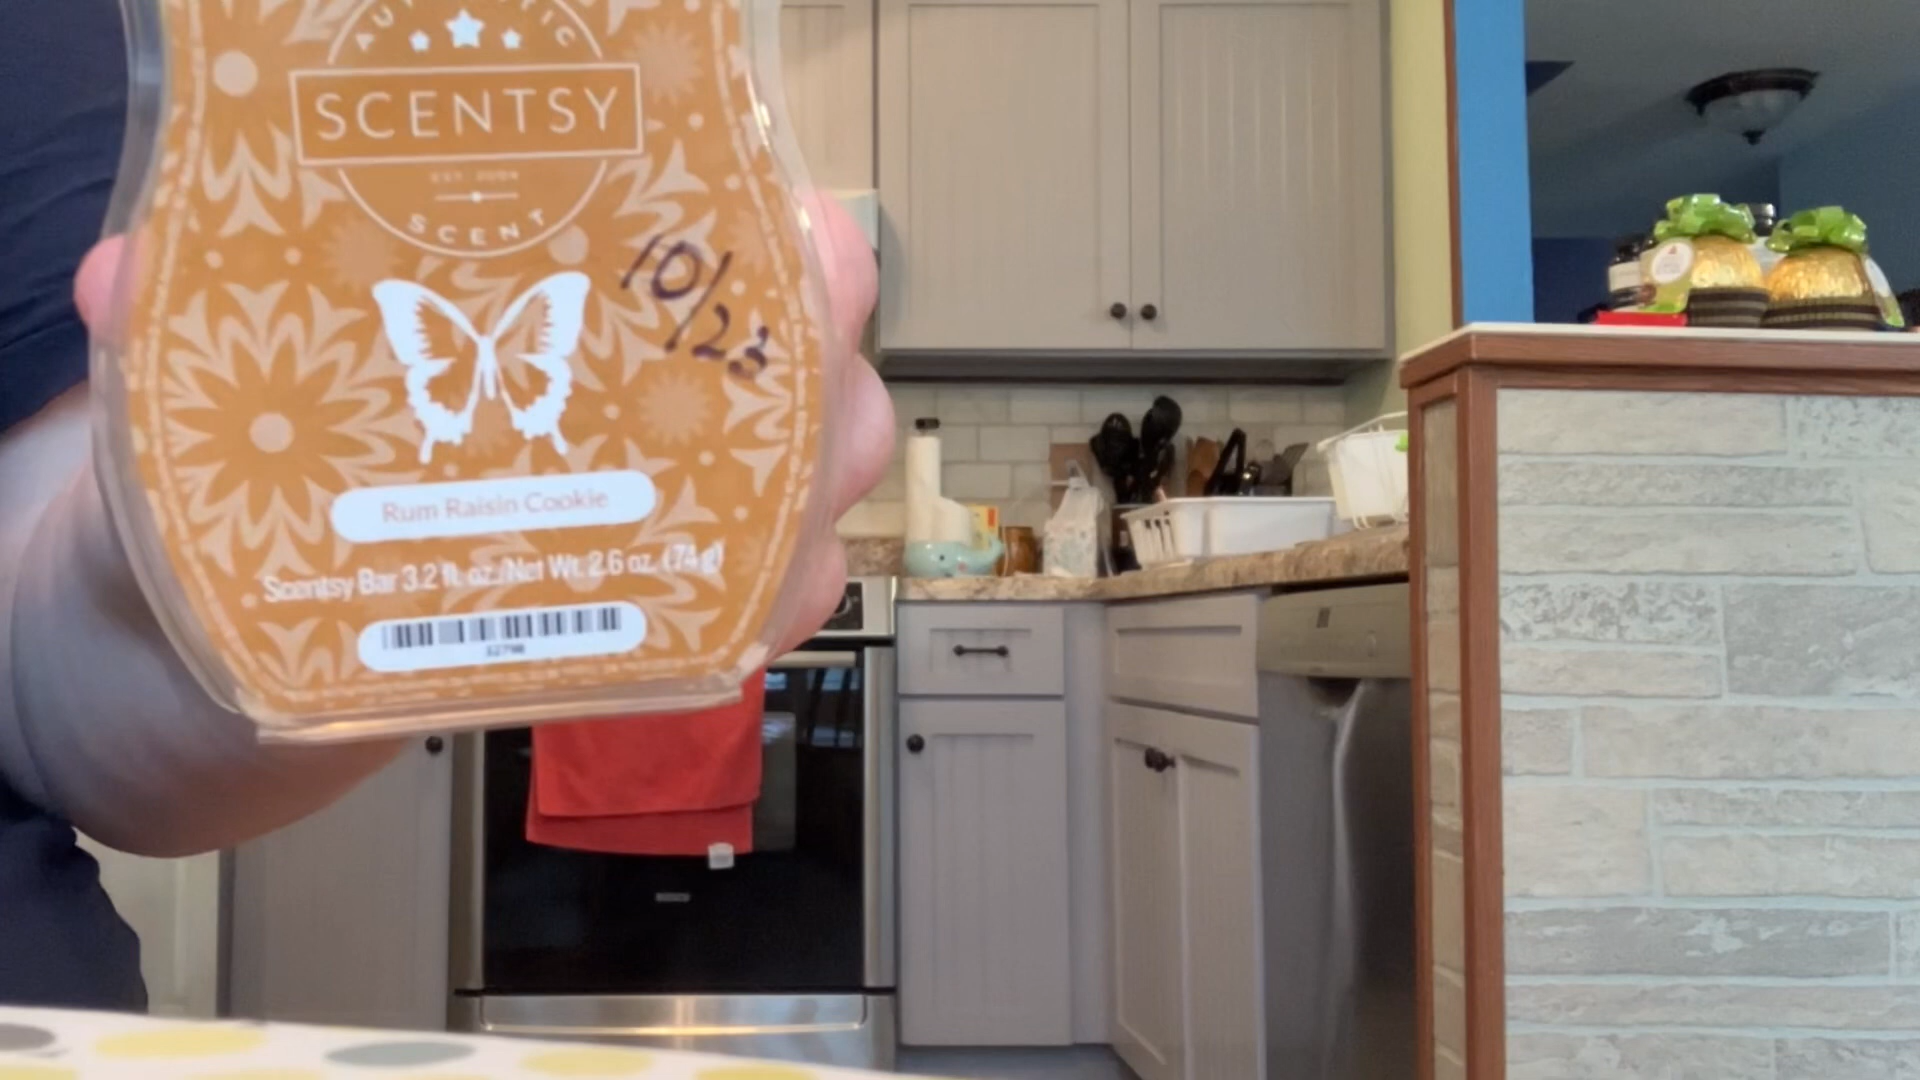 AUTHENTIC
SCENTSY
EST. 2004
SCENT
10/23
Rum Raisin Cookie
Scentsy Bar 3.2 fl. oz./Net Wt. 2.6 oz. (74 g)
32798